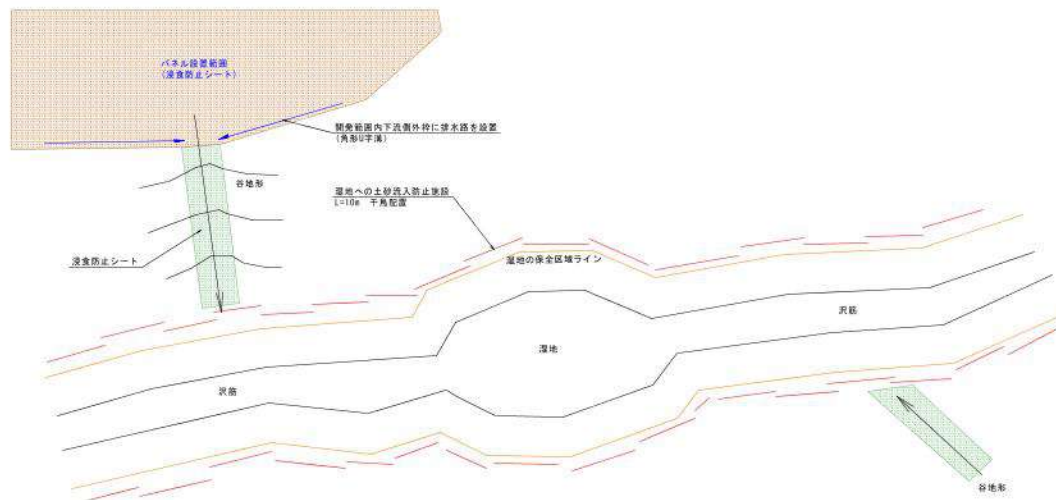 パネル設置範囲
(浸食防止シート)
開発範囲内下流側外枠に排水路を設置
(角形U字溝)
谷地形
湿地への土砂流入防止施設
L=10m 千鳥配置
浸食防止シート
湿地の保全区域ライン
沢筋
湿地
沢筋
谷地形